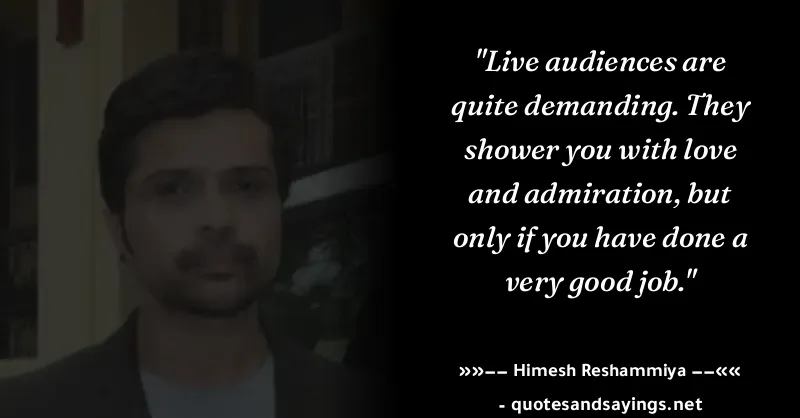 "Live audiences are
quite demanding. They
shower you with love
and admiration, but
only if you have done a
very good job."
»»−− Himesh Reshammiya −−««
- quotesandsayings.net